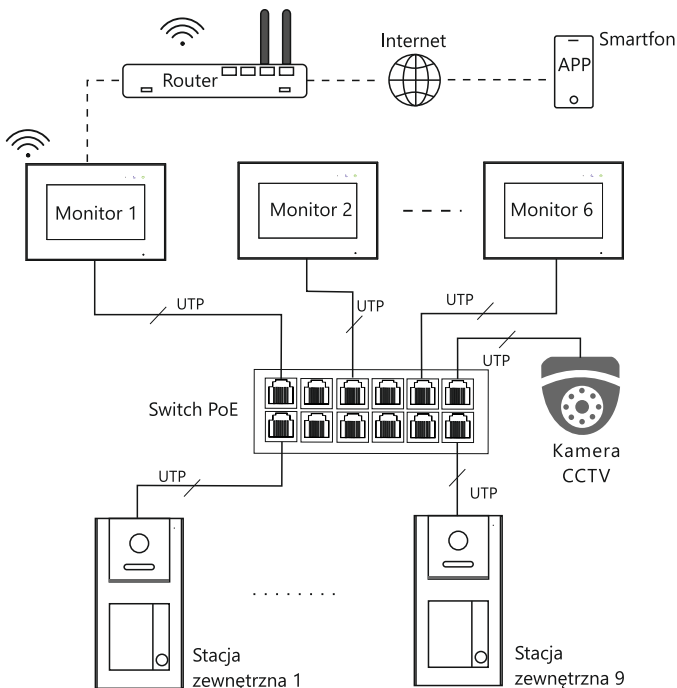 Internet
Smartfon
APP
Router
Monitor 1
Monitor 2
Monitor 6
UTP
UTP
UTP
UTP
Switch PoE
Kamera
CCTV
UTP
UTP
Stacja
zewnętrzna 1
Stacja
zewnętrzna 9